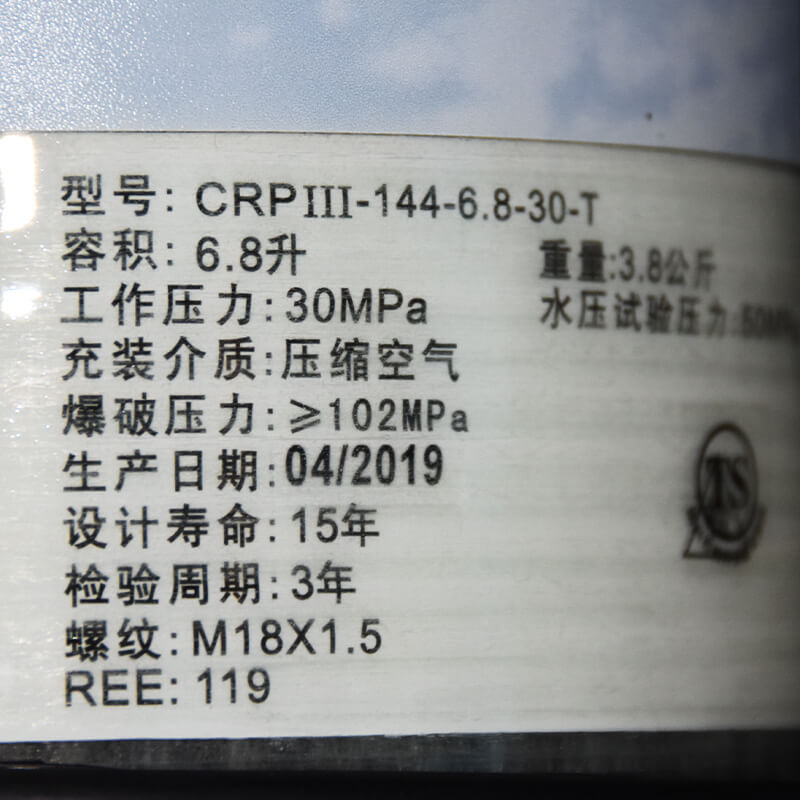 型号: CRPIII-144-6.8-30-T
容积: 6.8升 重量:3.8公斤
工作压力:30MPa 水压试验压力:50MPa
充装介质:压缩空气
爆破压力:≥102MPa
生产日期:04/2019
设计寿命:15年
检验周期:3年
螺纹:M18X1.5
REE: 119
TS